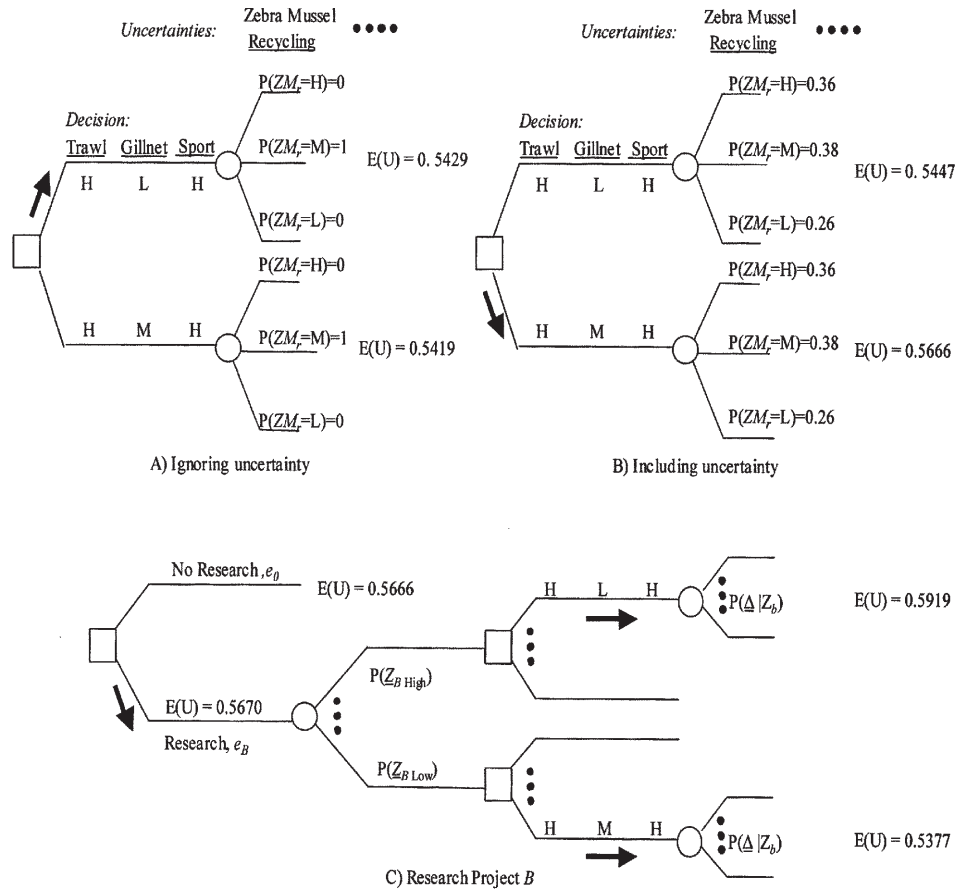 Uncertainties:
Zebra Mussel
Recycling
P(ZMr=H)=0
Decision:
Trawl Gillnet Sport
H L H
P(ZMr=M)=1
E(U) = 0. 5429
P(ZMr=L)=0
P(ZMr=H)=0
H M H
P(ZMr=M)=1
E(U) = 0.5419
P(ZMr=L)=0
A) Ignoring uncertainty
Uncertainties:
Zebra Mussel
Recycling
P(ZMr=H)=0.36
Decision:
Trawl Gillnet Sport
H L H
P(ZMr=M)=0.38
E(U) = 0. 5447
P(ZMr=L)=0.26
P(ZMr=H)=0.36
H M H
P(ZMr=M)=0.38
E(U) = 0.5666
P(ZMr=L)=0.26
B) Including uncertainty
No Research, e0
E(U) = 0.5666
E(U) = 0.5670
Research, eB
P(ZB High)
H L H
P(Δ |Zb)
E(U) = 0.5919
P(ZB Low)
H M H
P(Δ |Zb)
E(U) = 0.5377
C) Research Project B